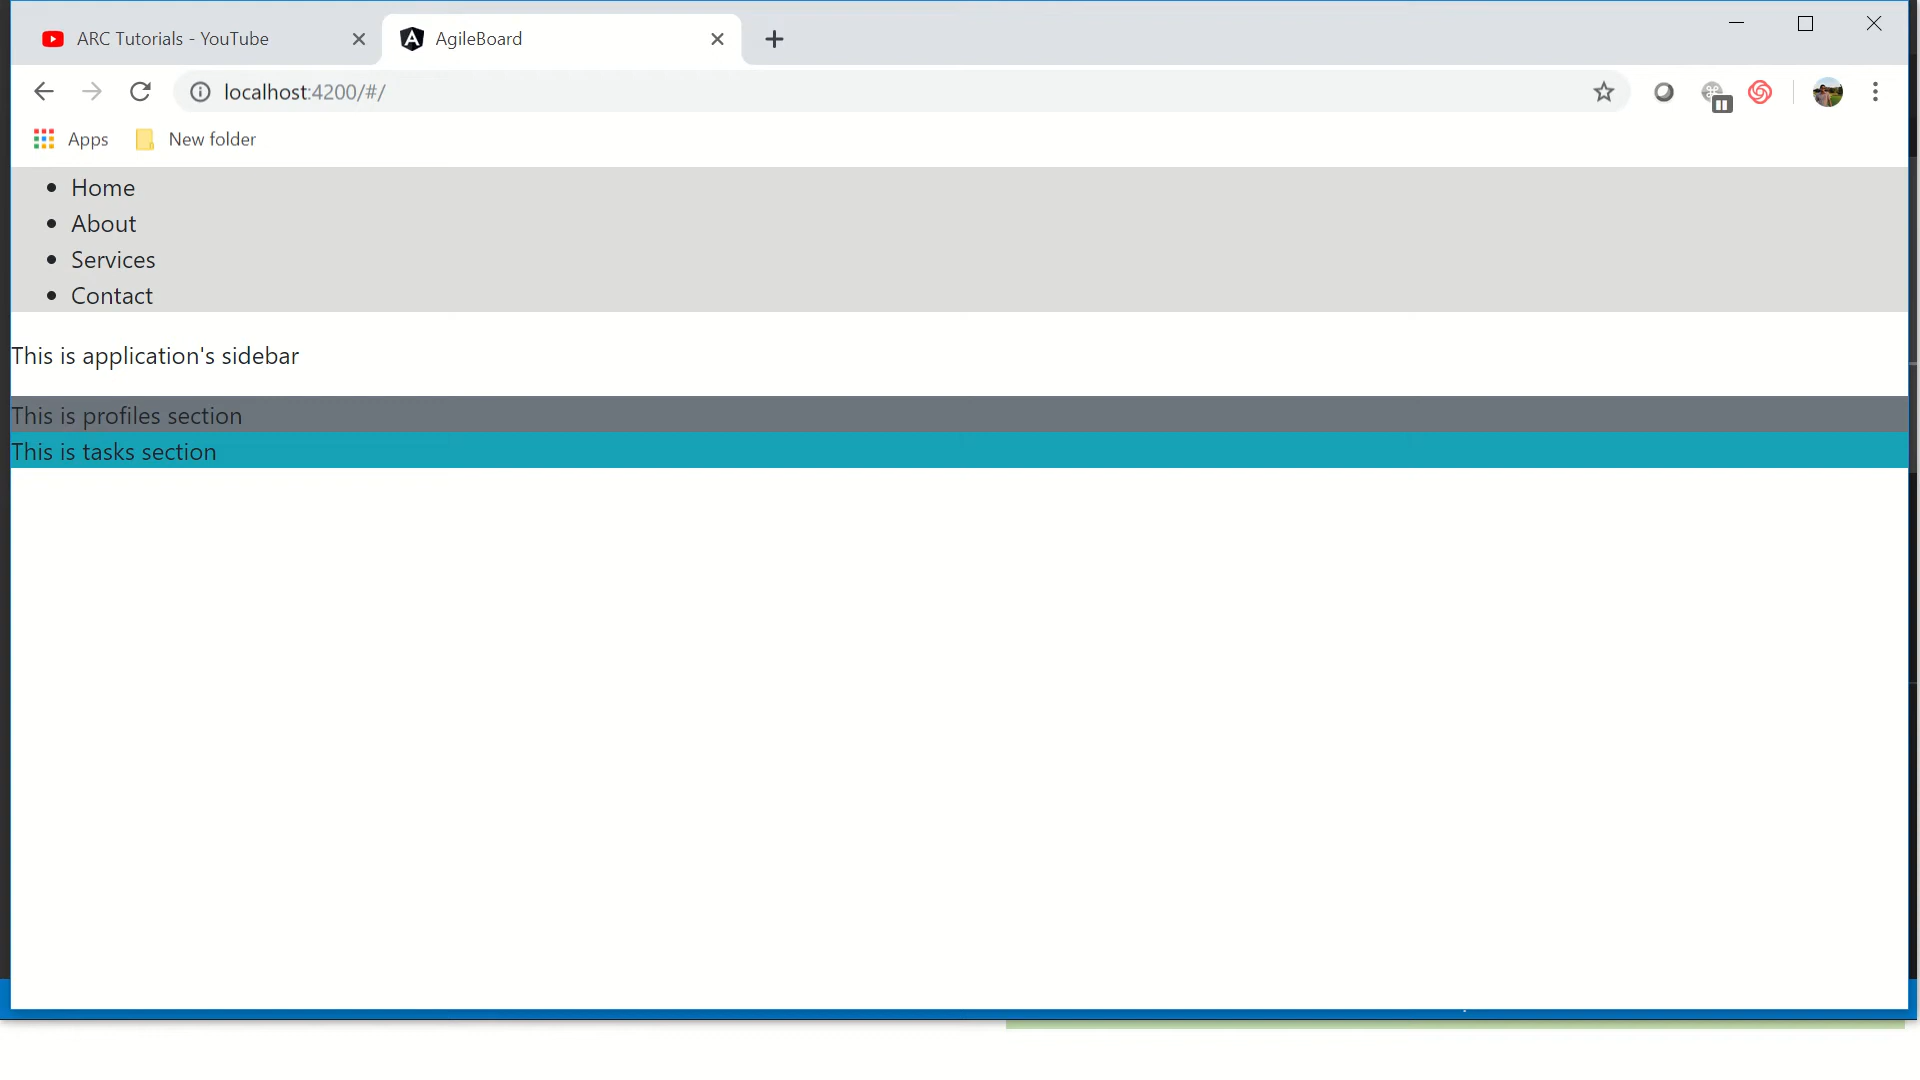 ARC Tutorials - YouTube
AgileBoard
localhost:4200/#/
Apps
New folder
Home
About
Services
Contact
This is application's sidebar
This is profiles section
This is tasks section